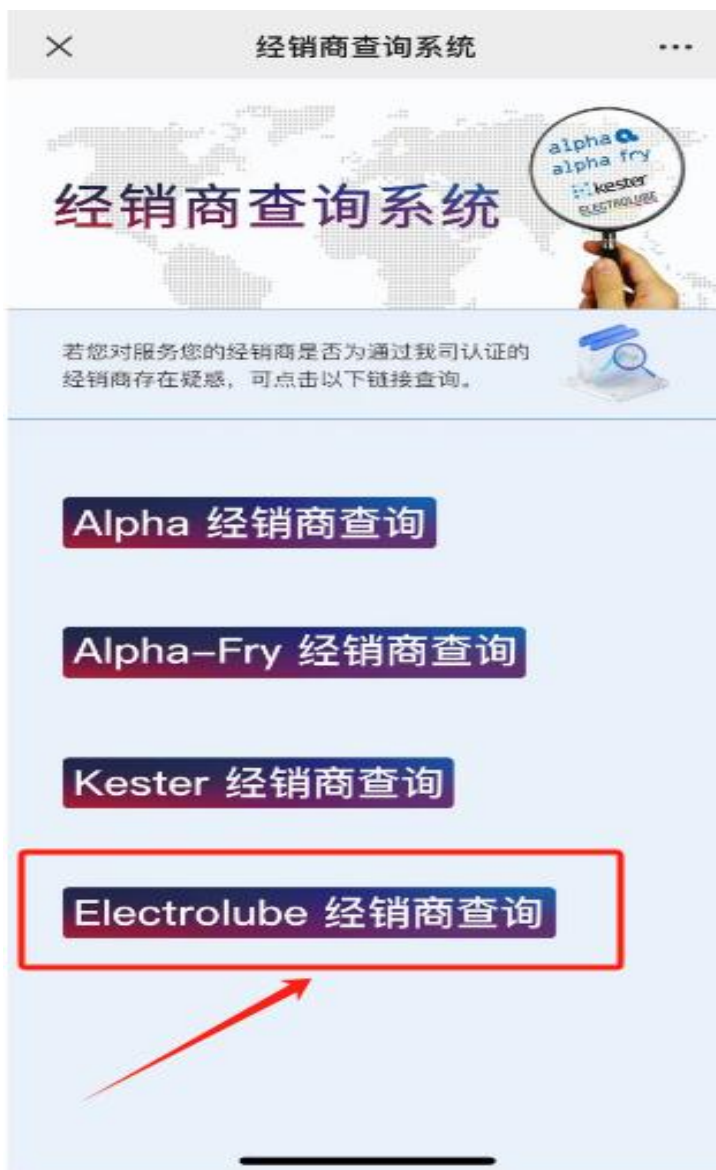 经销商查询系统
经销商查询系统
alpha
alpha fry
kester
ELECTROLUBE
若您对服务您的经销商是否为通过我司认证的
经销商存在疑惑，可点击以下链接查询。
Alpha 经销商查询
Alpha-Fry 经销商查询
Kester 经销商查询
Electrolube 经销商查询